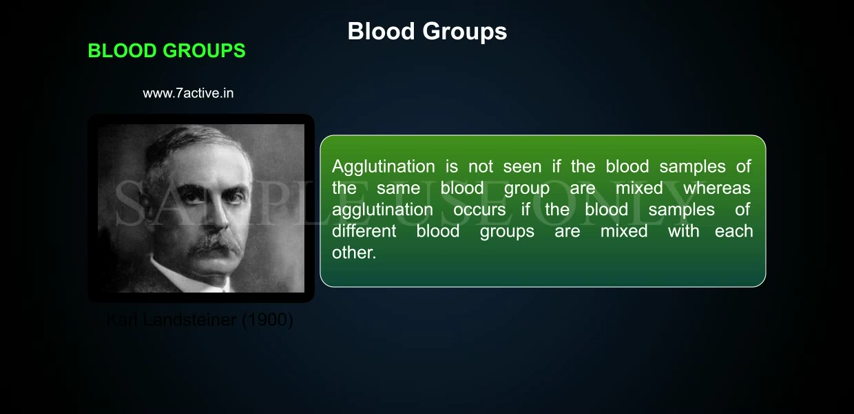 Blood Groups
BLOOD GROUPS
www.7active.in
Agglutination is not seen if the blood samples of
the same blood group are mixed whereas
agglutination occurs if the blood samples of
different blood groups are mixed with each
other.
SAMPLE USE ONLY
Karl Landsteiner (1900)